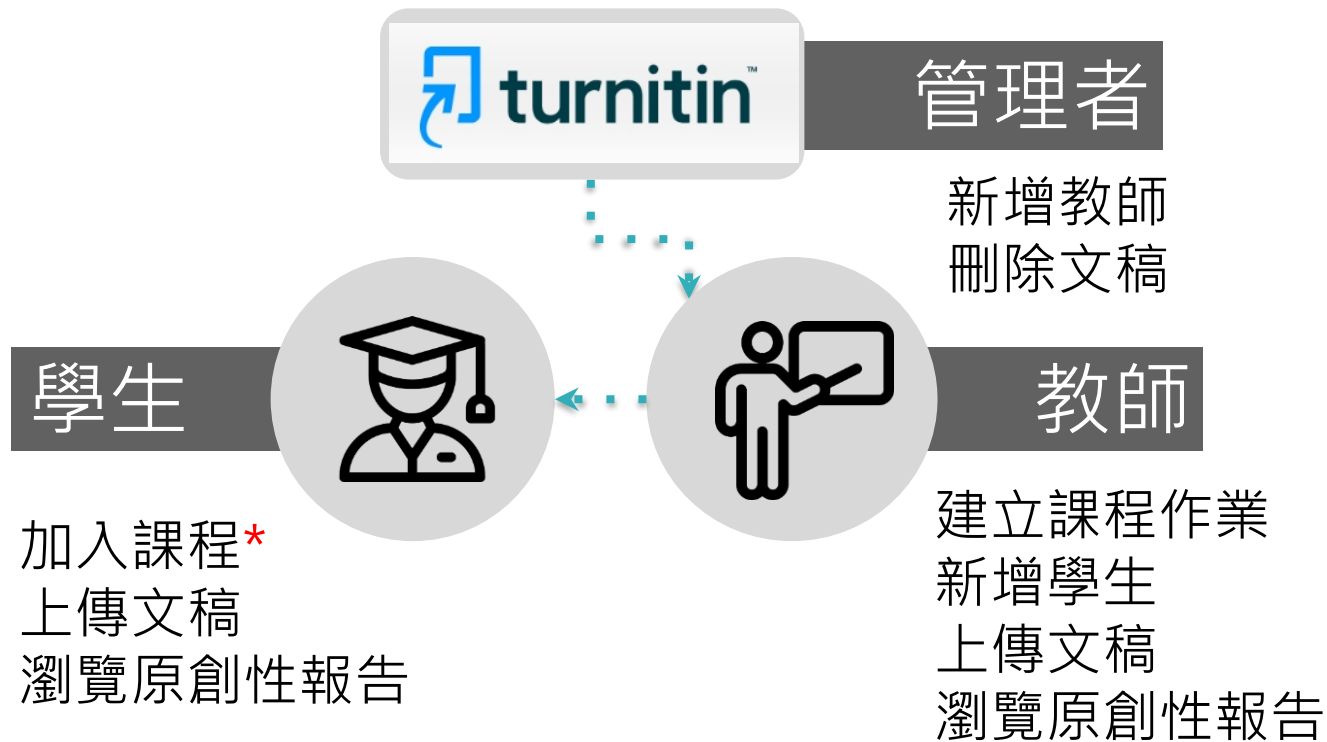 turnitin™
管理者
新增教師
刪除文稿
學生
加入課程*
上傳文稿
瀏覽原創性報告
教師
建立課程作業
新增學生
上傳文稿
瀏覽原創性報告